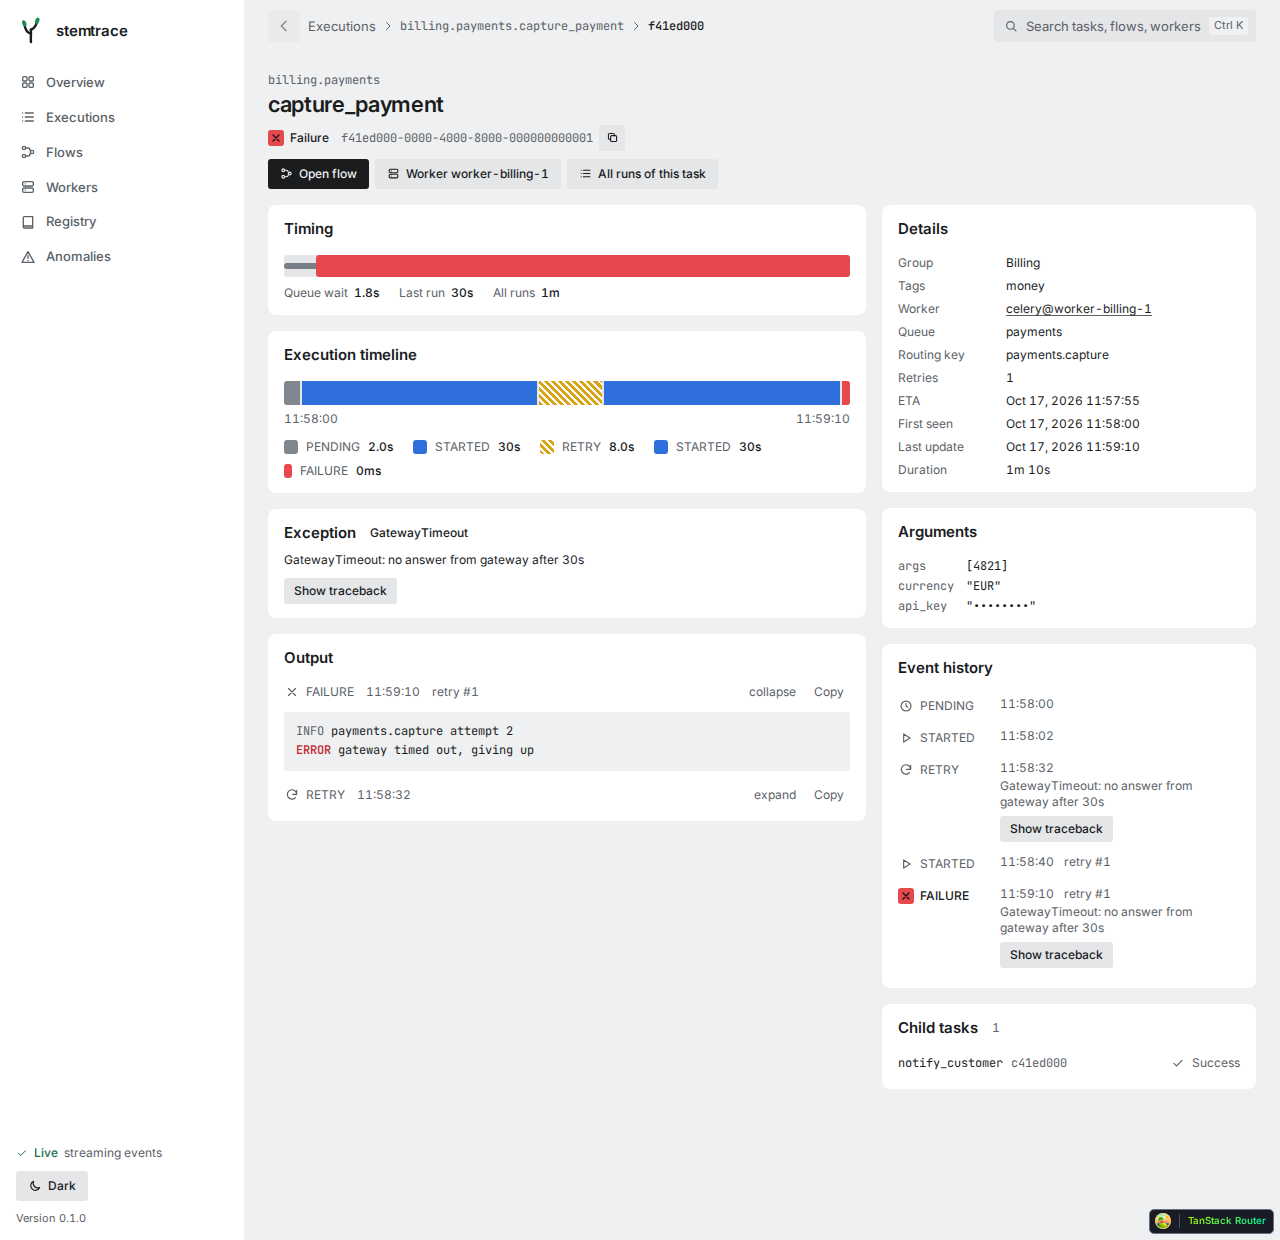 stemtrace
Overview
Executions
Flows
Workers
Registry
Anomalies
Live streaming events
Dark
Version 0.1.0
Executions > billing.payments.capture_payment > f41ed000
Search tasks, flows, workers Ctrl K
billing.payments
capture_payment
Failure f41ed000-0000-4000-8000-000000000001
Open flow Worker worker-billing-1 All runs of this task
Timing
Queue wait 1.8s Last run 30s All runs 1m
Execution timeline
11:58:00 11:59:10
PENDING 2.0s STARTED 30s RETRY 8.0s STARTED 30s
FAILURE 0ms
Exception GatewayTimeout
GatewayTimeout: no answer from gateway after 30s
Show traceback
Output
FAILURE 11:59:10 retry #1 collapse Copy
INFO payments.capture attempt 2
ERROR gateway timed out, giving up
RETRY 11:58:32 expand Copy
Details
Group Billing
Tags money
Worker celery@worker-billing-1
Queue payments
Routing key payments.capture
Retries 1
ETA Oct 17, 2026 11:57:55
First seen Oct 17, 2026 11:58:00
Last update Oct 17, 2026 11:59:10
Duration 1m 10s
Arguments
args [4821]
currency "EUR"
api_key "••••••••"
Event history
PENDING 11:58:00
STARTED 11:58:02
RETRY 11:58:32
GatewayTimeout: no answer from
gateway after 30s
Show traceback
STARTED 11:58:40 retry #1
FAILURE 11:59:10 retry #1
GatewayTimeout: no answer from
gateway after 30s
Show traceback
Child tasks 1
notify_customer c41ed000 Success
TanStack Router